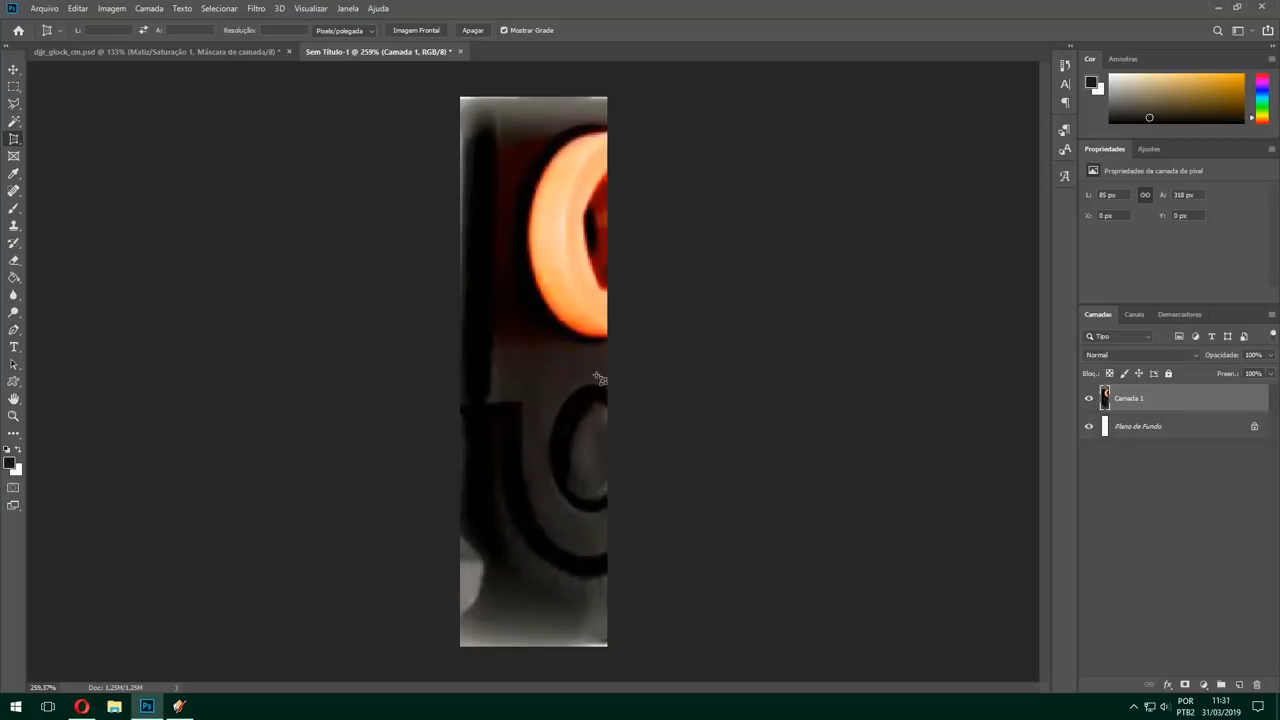 Arquivo Editar Imagem Camada Texto Selecionar Filtro 3D Visualizar Janela Ajuda
L: A: Resolução: Pixels/polegada Imagem Frontal Apagar Mostrar Grade
djjr_glock_cm.psd @ 133% (Matiz/Saturação 1, Máscara de camada/8) * × Sem Título-1 @ 259% (Camada 1, RGB/8) * ×
Cor Amostras
Propriedades Ajustes
Propriedades de camada de pixel
L: 85 px A: 318 px
X: 0 px Y: 0 px
Camadas Canais Demarcadores
Tipo
Normal Opacidade: 100%
Bloq.: Preen.: 100%
Camada 1
Plano de Fundo
259,37% Doc: 1,25M/1,25M
POR 11:31
PTB2 31/03/2019